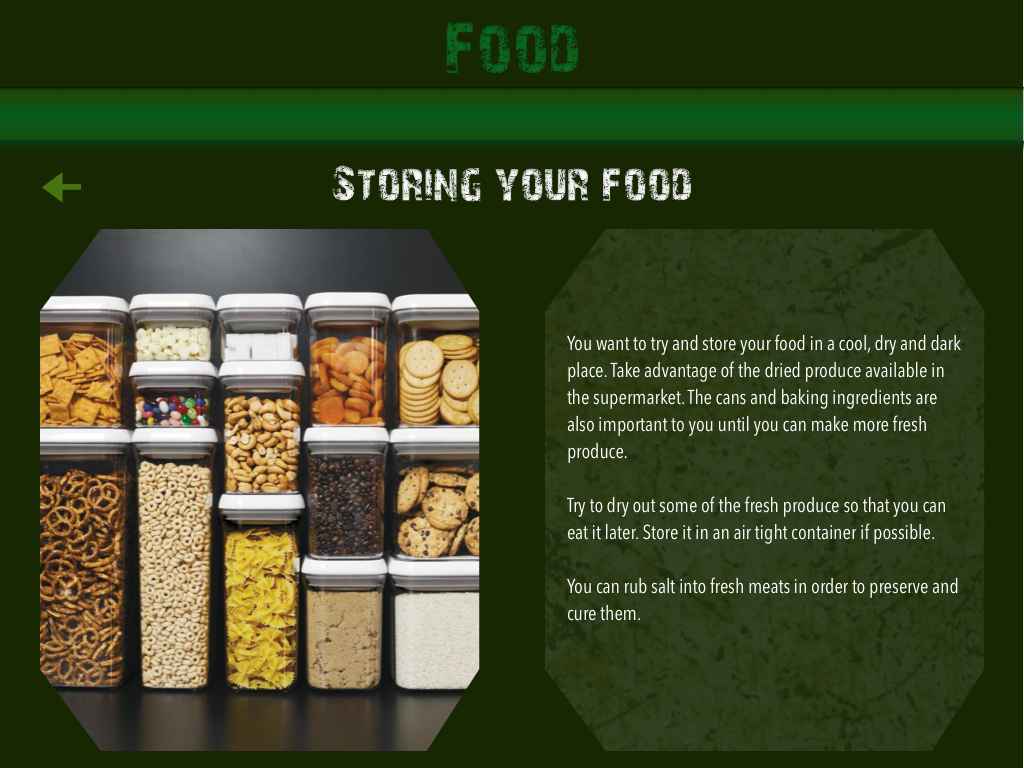 Food
Storing your Food
You want to try and store your food in a cool, dry and dark
place. Take advantage of the dried produce available in
the supermarket. The cans and baking ingredients are
also important to you until you can make more fresh
produce.
Try to dry out some of the fresh produce so that you can
eat it later. Store it in an air tight container if possible.
You can rub salt into fresh meats in order to preserve and
cure them.